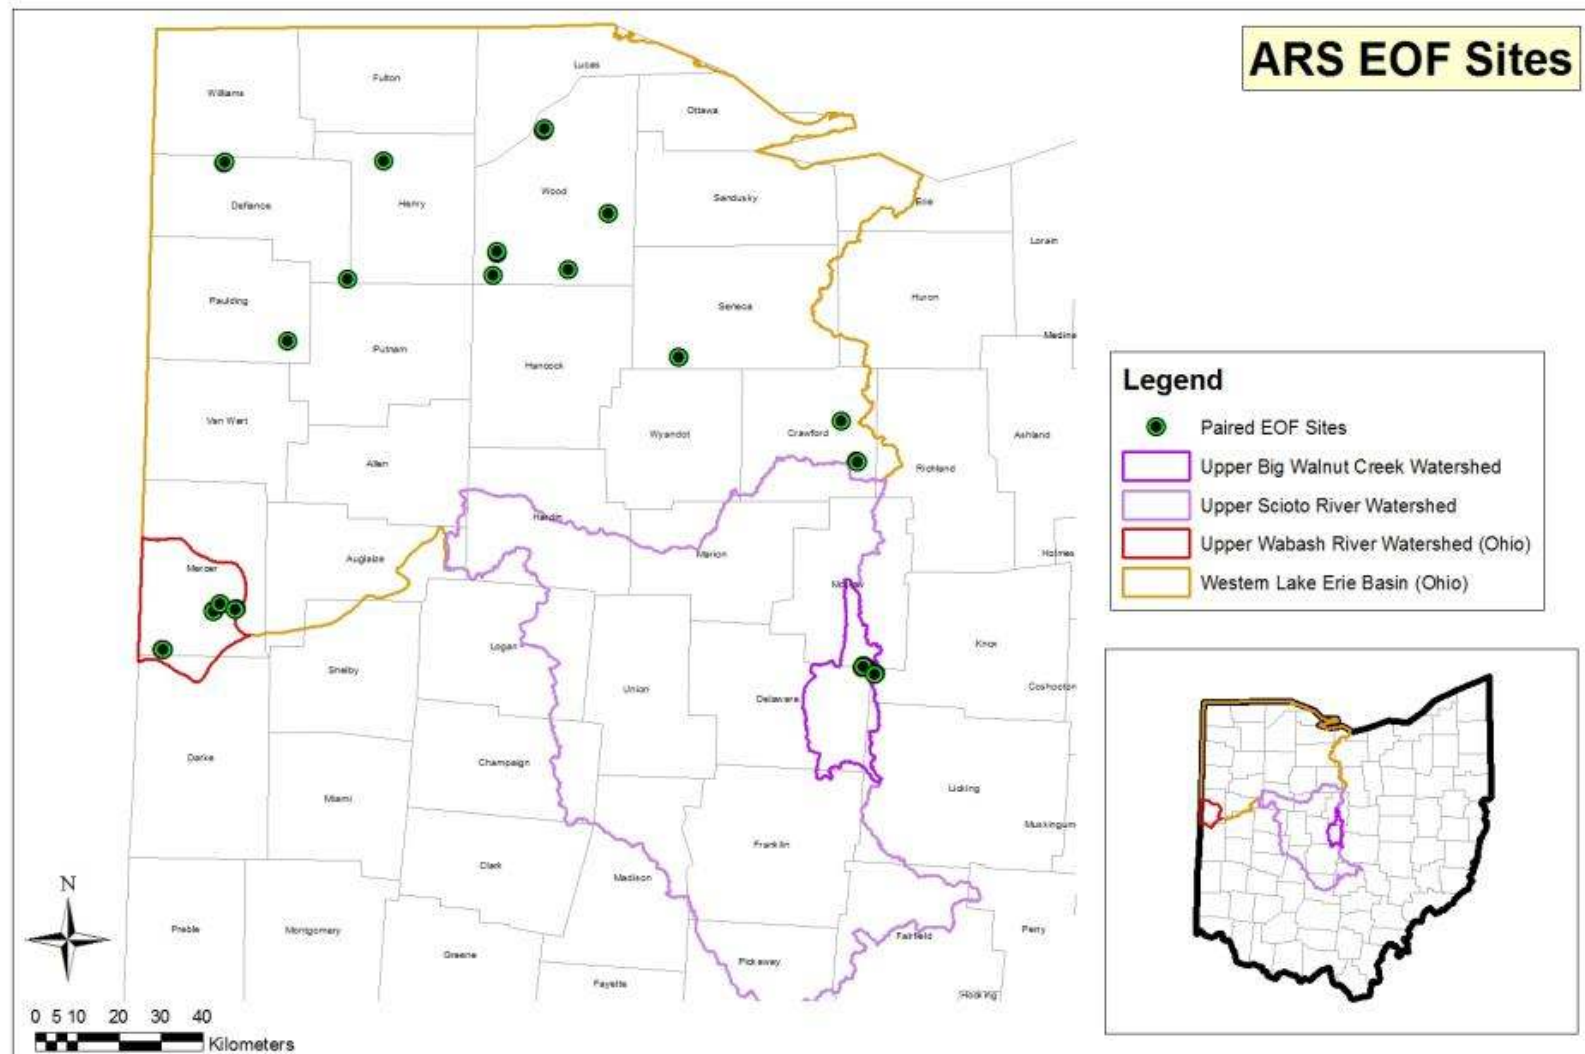 ARS EOF Sites
Lucas
Fulton
Williams
Ottawa
Wood
Sandusky
Erie
Defiance
Henry
Lorain
Paulding
Huron
Seneca
Medina
Putnam
Hancock
Van Wert
Wyandot
Crawford
Ashland
Allen
Richland
Hardin
Marion
Holmes
Auglaize
Mercer
Morrow
Knox
Logan
Shelby
Union
Coshocton
Delaware
Darke
Champaign
Licking
Miami
Muskingum
Franklin
Clark
Madison
Preble
Montgomery
Fairfield
Perry
Greene
Pickaway
Fayette
Hocking
Legend
Paired EOF Sites
Upper Big Walnut Creek Watershed
Upper Scioto River Watershed
Upper Wabash River Watershed (Ohio)
Western Lake Erie Basin (Ohio)
N
0 5 10 20 30 40
Kilometers